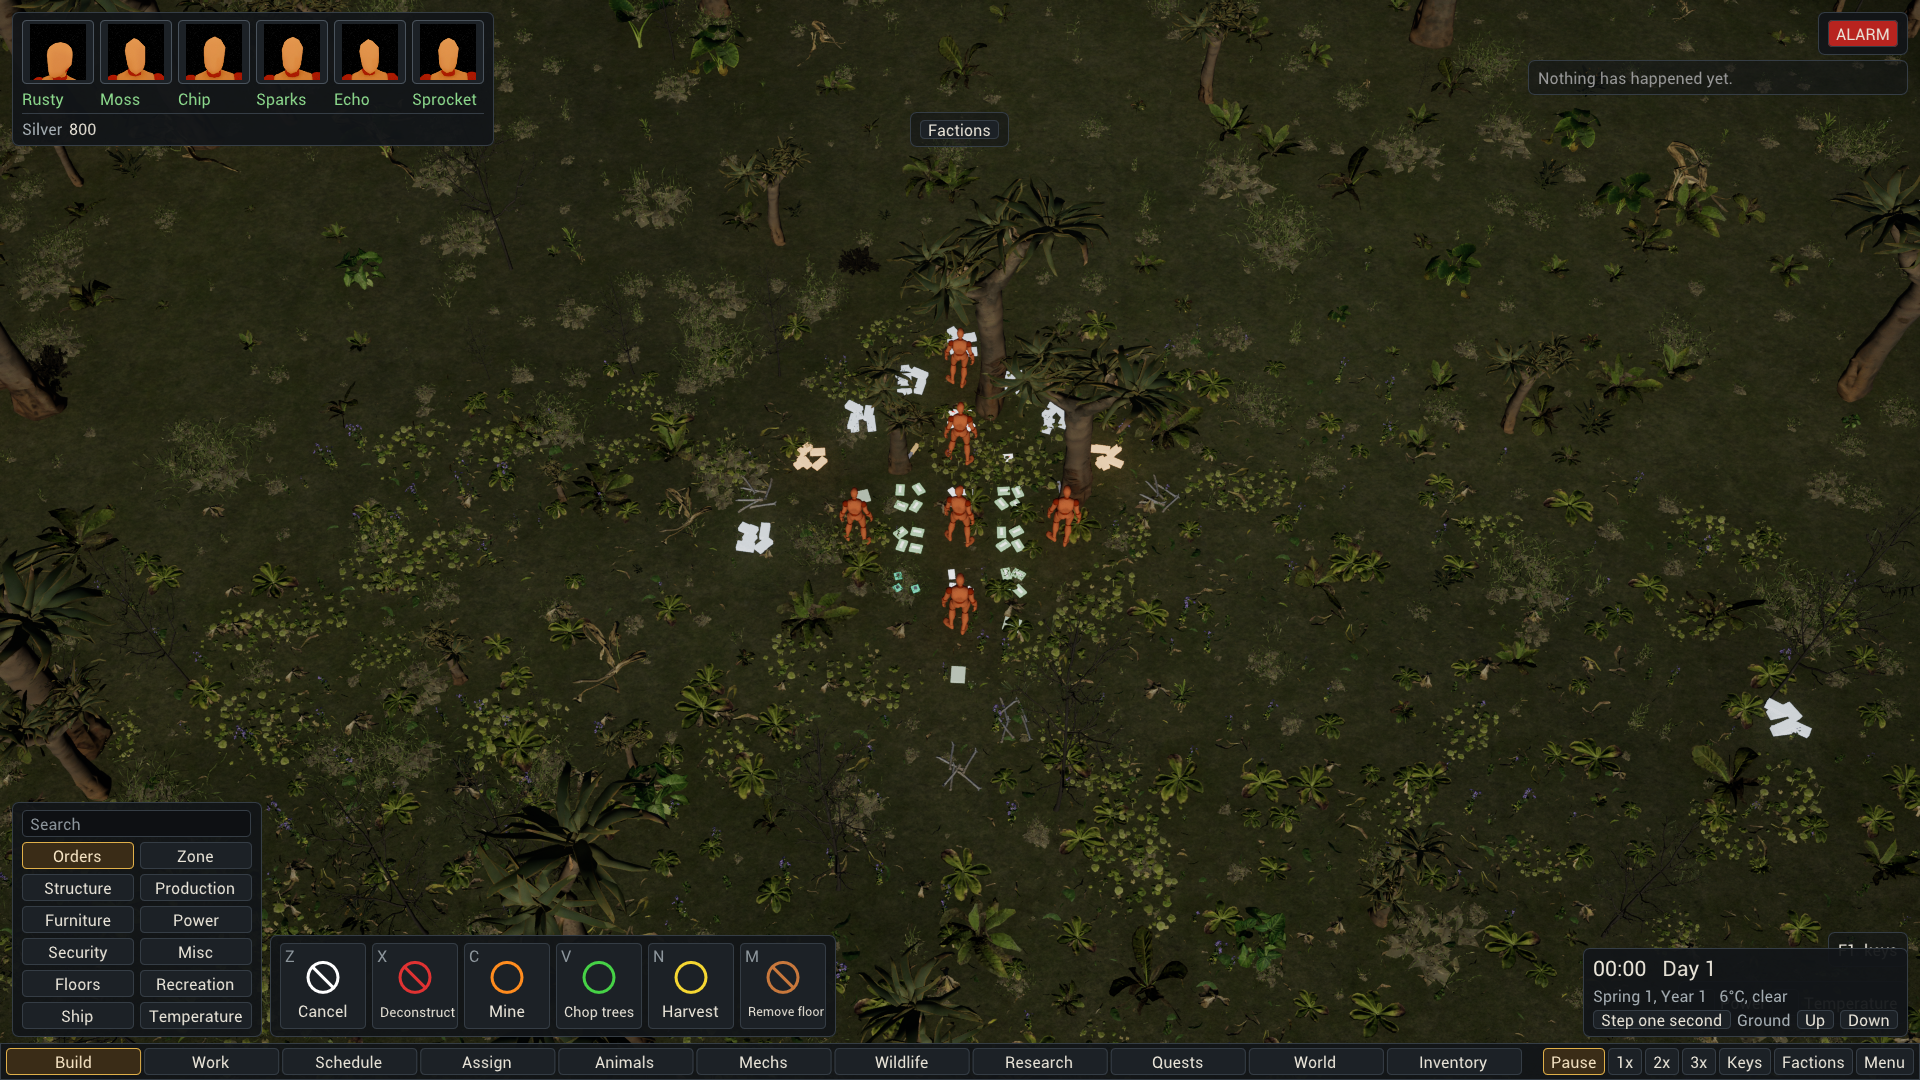 Rusty Moss Chip Sparks Echo Sprocket
Silver 800
ALARM
Nothing has happened yet.
Factions
Search
Orders Zone
Structure Production
Furniture Power
Security Misc
Floors Recreation
Ship Temperature
Z X C V N M
Cancel Deconstruct Mine Chop trees Harvest Remove floor
F1 keys
00:00 Day 1
Spring 1, Year 1 6°C, clear
Temperature
Step one second Ground Up Down
Build Work Schedule Assign Animals Mechs Wildlife Research Quests World Inventory Pause 1x 2x 3x Keys Factions Menu